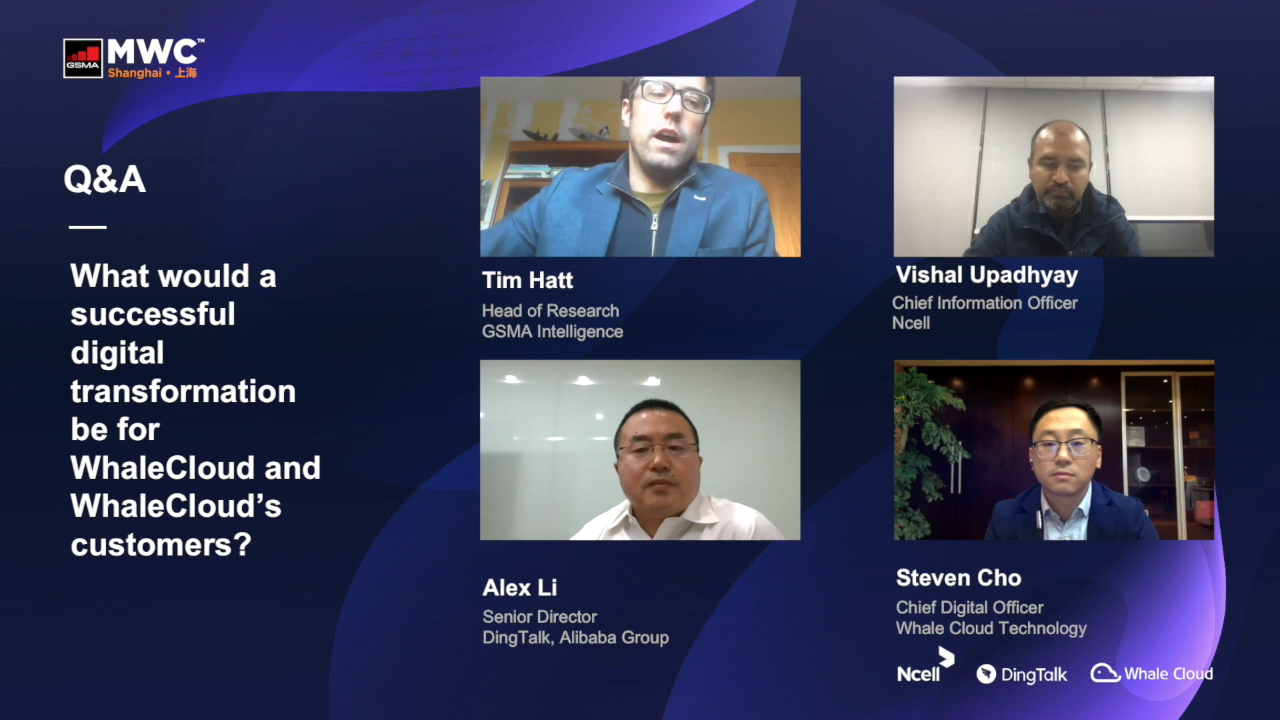 GSMA
MWC™
Shanghai • 上海
Q&A
What would a
successful
digital
transformation
be for
WhaleCloud and
WhaleCloud’s
customers?
Tim Hatt
Head of Research
GSMA Intelligence
Vishal Upadhyay
Chief Information Officer
Ncell
Alex Li
Senior Director
DingTalk, Alibaba Group
Steven Cho
Chief Digital Officer
Whale Cloud Technology
Ncell DingTalk Whale Cloud